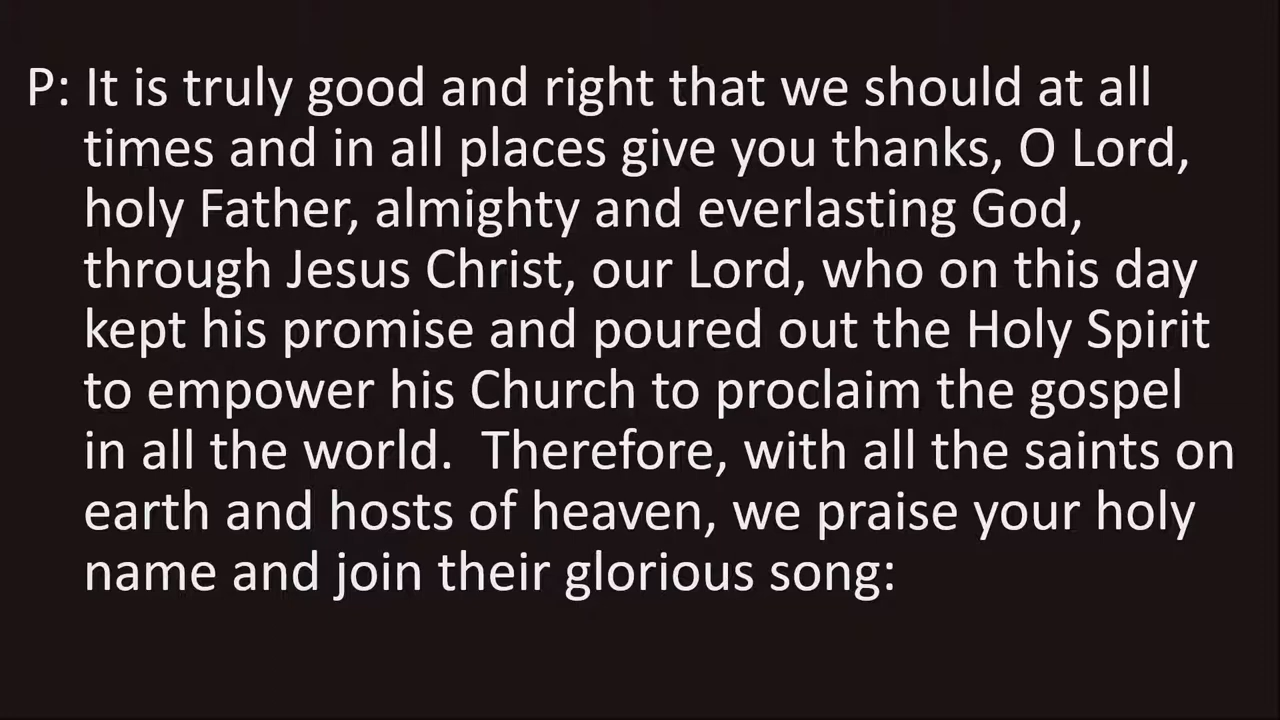 P: It is truly good and right that we should at all
times and in all places give you thanks, O Lord,
holy Father, almighty and everlasting God,
through Jesus Christ, our Lord, who on this day
kept his promise and poured out the Holy Spirit
to empower his Church to proclaim the gospel
in all the world.  Therefore, with all the saints on
earth and hosts of heaven, we praise your holy
name and join their glorious song: